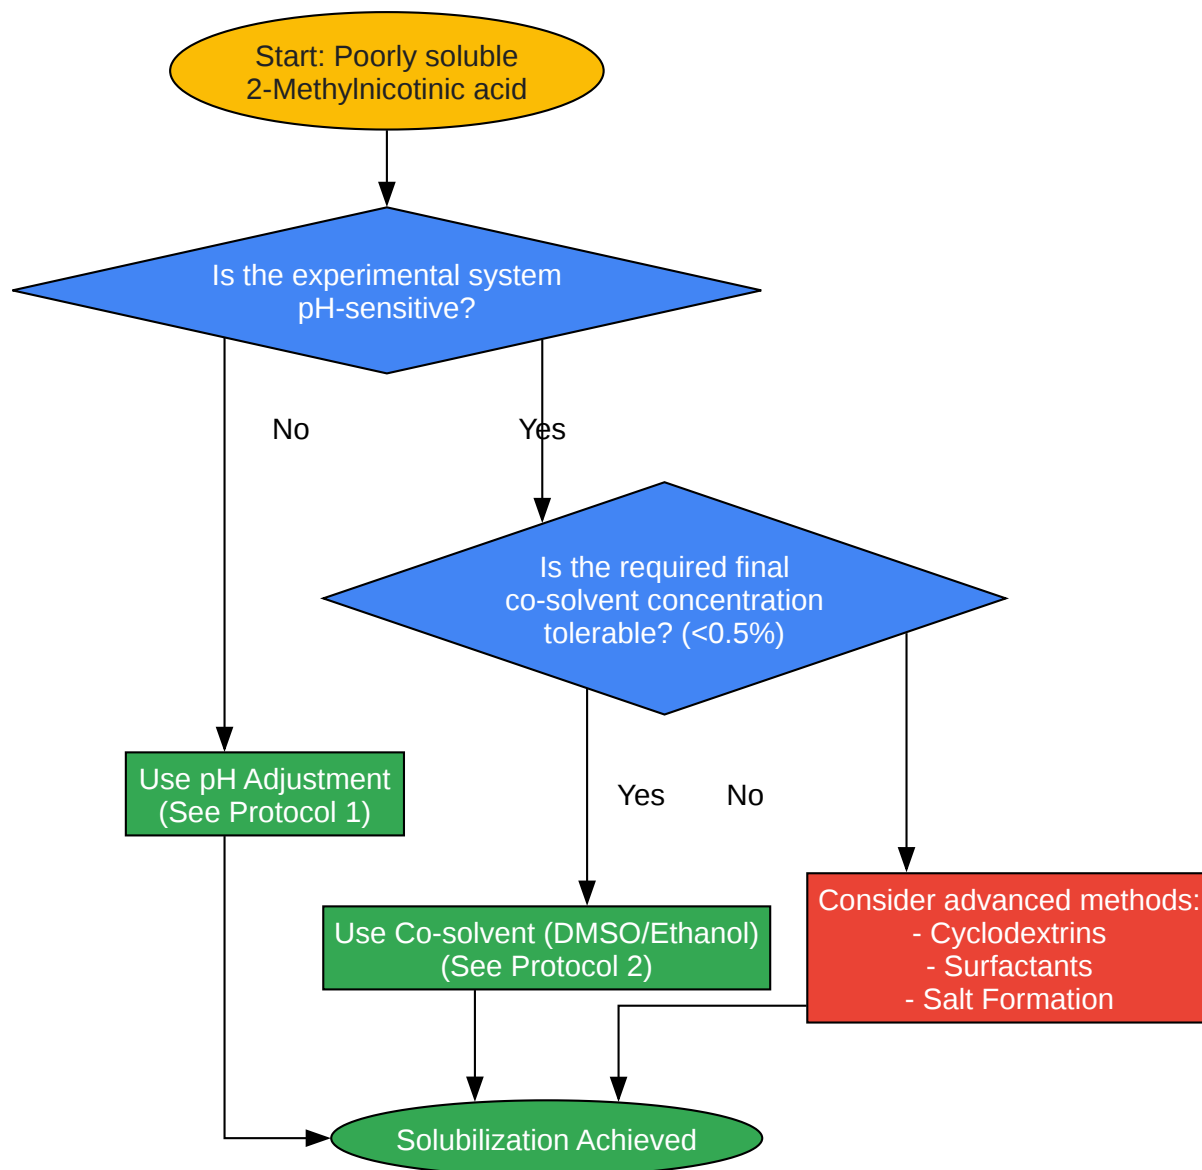 Start: Poorly soluble
2-Methylnicotinic acid
Is the experimental system
pH-sensitive?
No
Yes
Is the required final
co-solvent concentration
tolerable? (<0.5%)
Use pH Adjustment
(See Protocol 1)
Yes
No
Use Co-solvent (DMSO/Ethanol)
(See Protocol 2)
Consider advanced methods:
- Cyclodextrins
- Surfactants
- Salt Formation
Solubilization Achieved